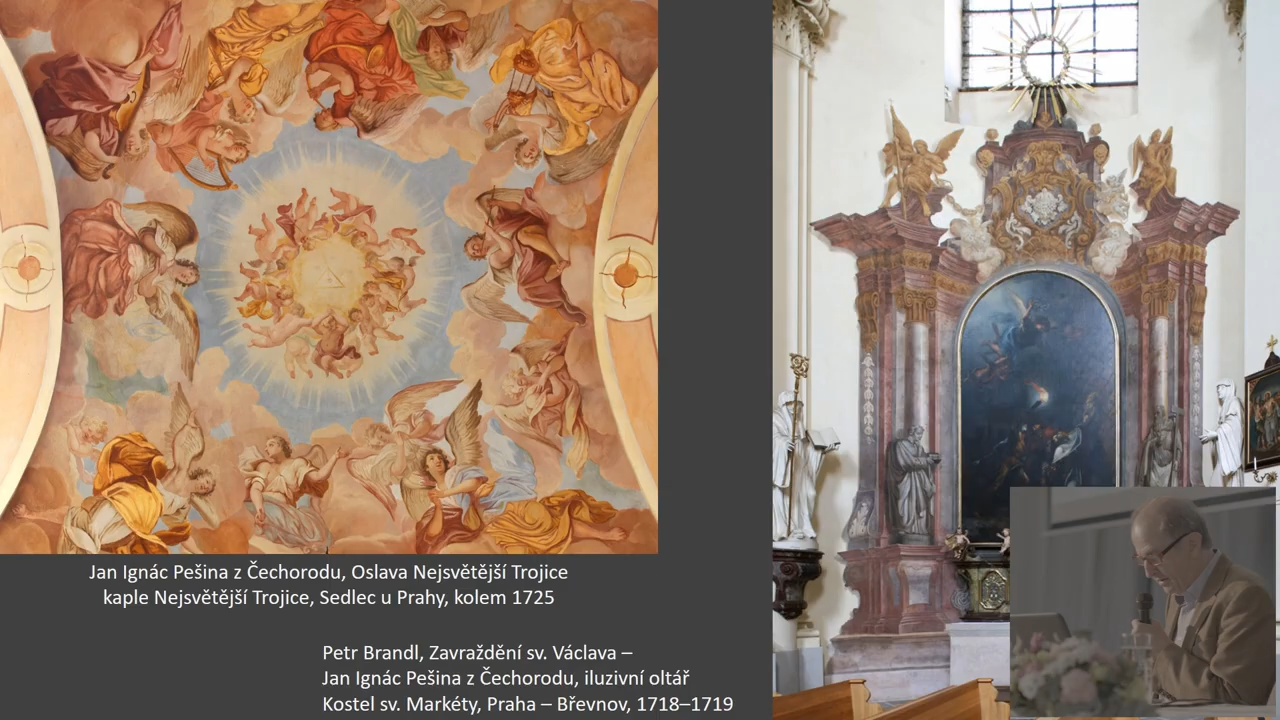 Jan Ignác Pešina z Čechorodu, Oslava Nejsvětější Trojice
kaple Nejsvětější Trojice, Sedlec u Prahy, kolem 1725
Petr Brandl, Zavraždění sv. Václava –
Jan Ignác Pešina z Čechorodu, iluzivní oltář
Kostel sv. Markéty, Praha – Břevnov, 1718–1719